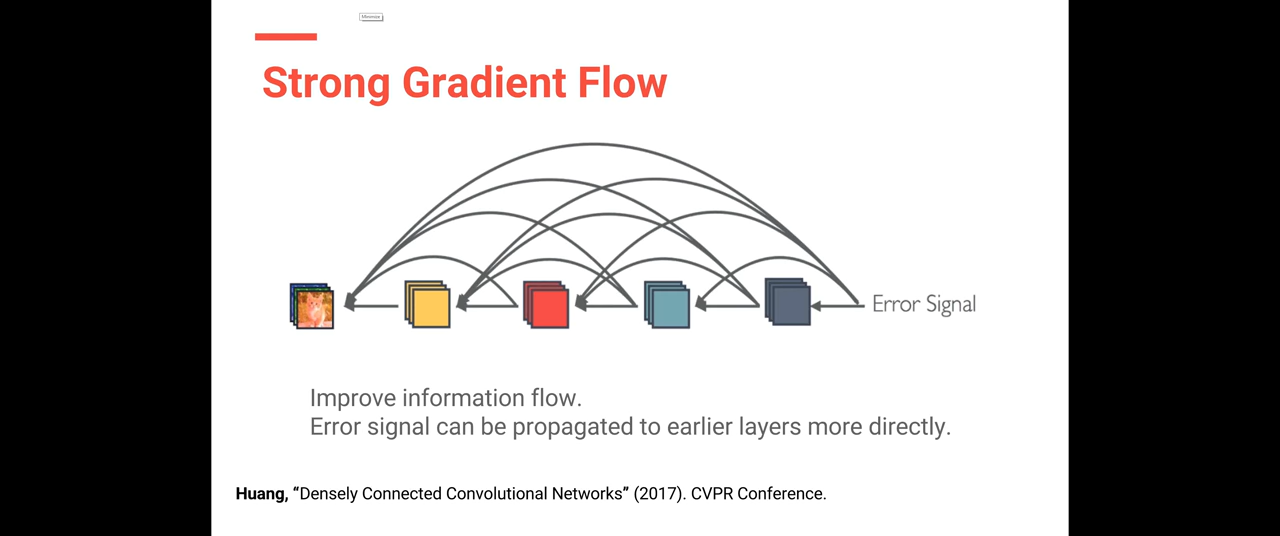 Minimize
Strong Gradient Flow
Error Signal
Improve information flow.
Error signal can be propagated to earlier layers more directly.
Huang, “Densely Connected Convolutional Networks” (2017). CVPR Conference.